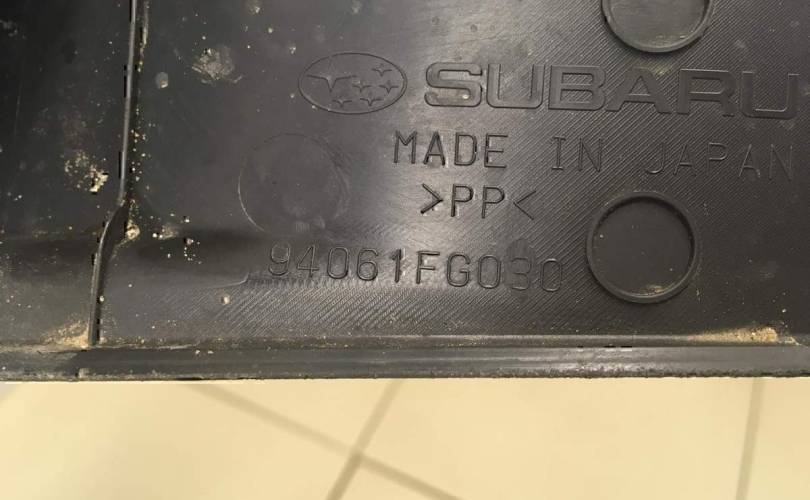 SUBARU
MADE IN JAPAN
>PP<
94061FG030